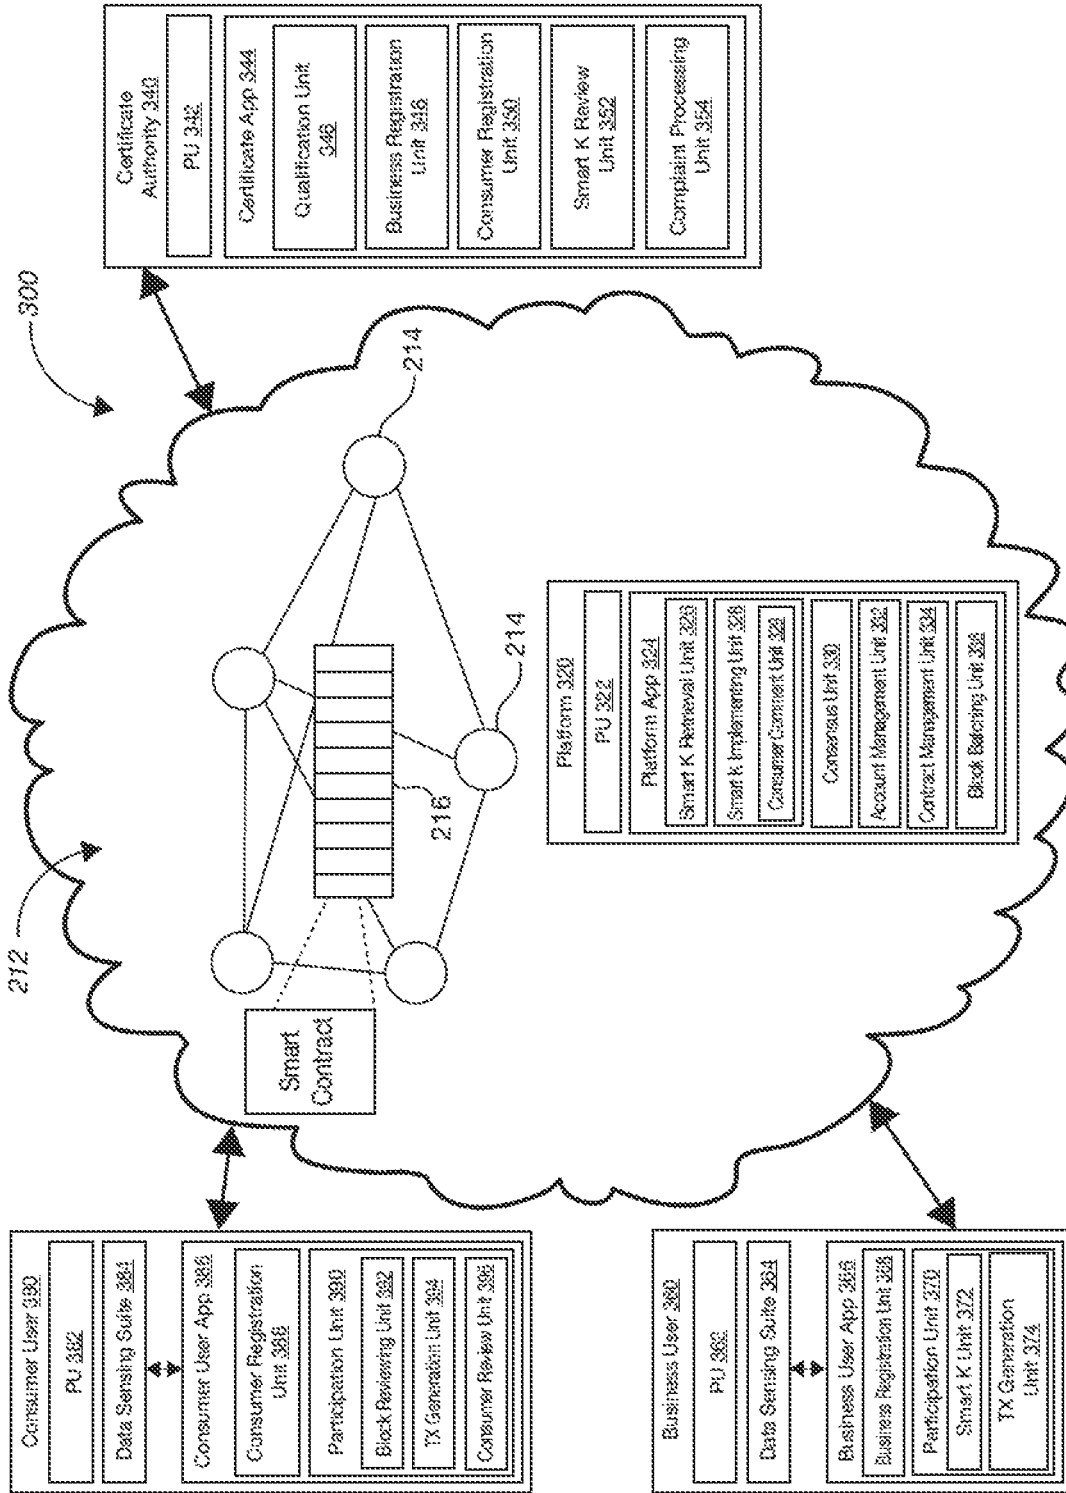 300
212
Consumer User 380
PU 382
Data Sensing Suite 384
Consumer User App 386
Consumer Registration
Unit 388
Participation Unit 390
Block Reviewing Unit 392
TX Generation Unit 394
Consumer Review Unit 396
Business User 360
PU 362
Data Sensing Suite 364
Business User App 366
Business Registration Unit 368
Participation Unit 370
Smart K Unit 372
TX Generation
Unit 374
Smart
Contract
216
214
214
Platform 320
PU 322
Platform App 324
Smart K Retrieval Unit 326
Smart K Implementing Unit 328
Consumer Comment Unit 329
Consensus Unit 330
Account Management Unit 332
Contract Management Unit 334
Block Batching Unit 336
Certificate
Authority 340
PU 342
Certificate App 344
Qualification Unit
346
Business Registration
Unit 348
Consumer Registration
Unit 350
Smart K Review
Unit 352
Complaint Processing
Unit 354